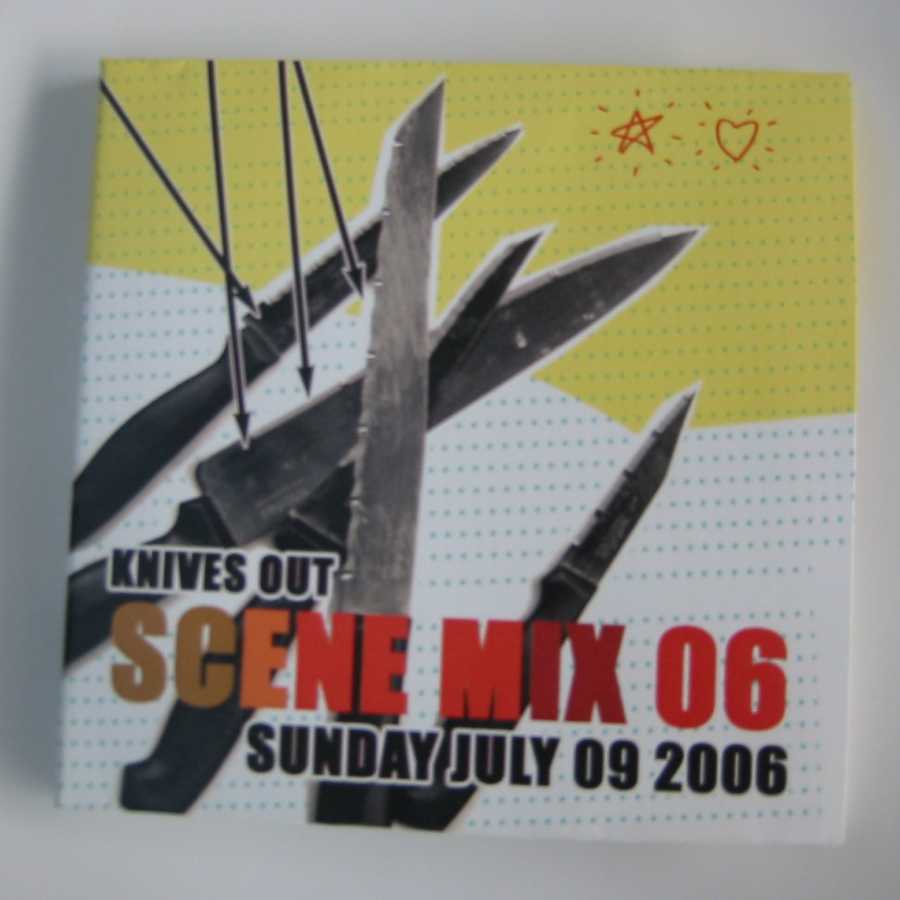 KNIVES OUT
SCENE MIX 06
SUNDAY JULY 09 2006